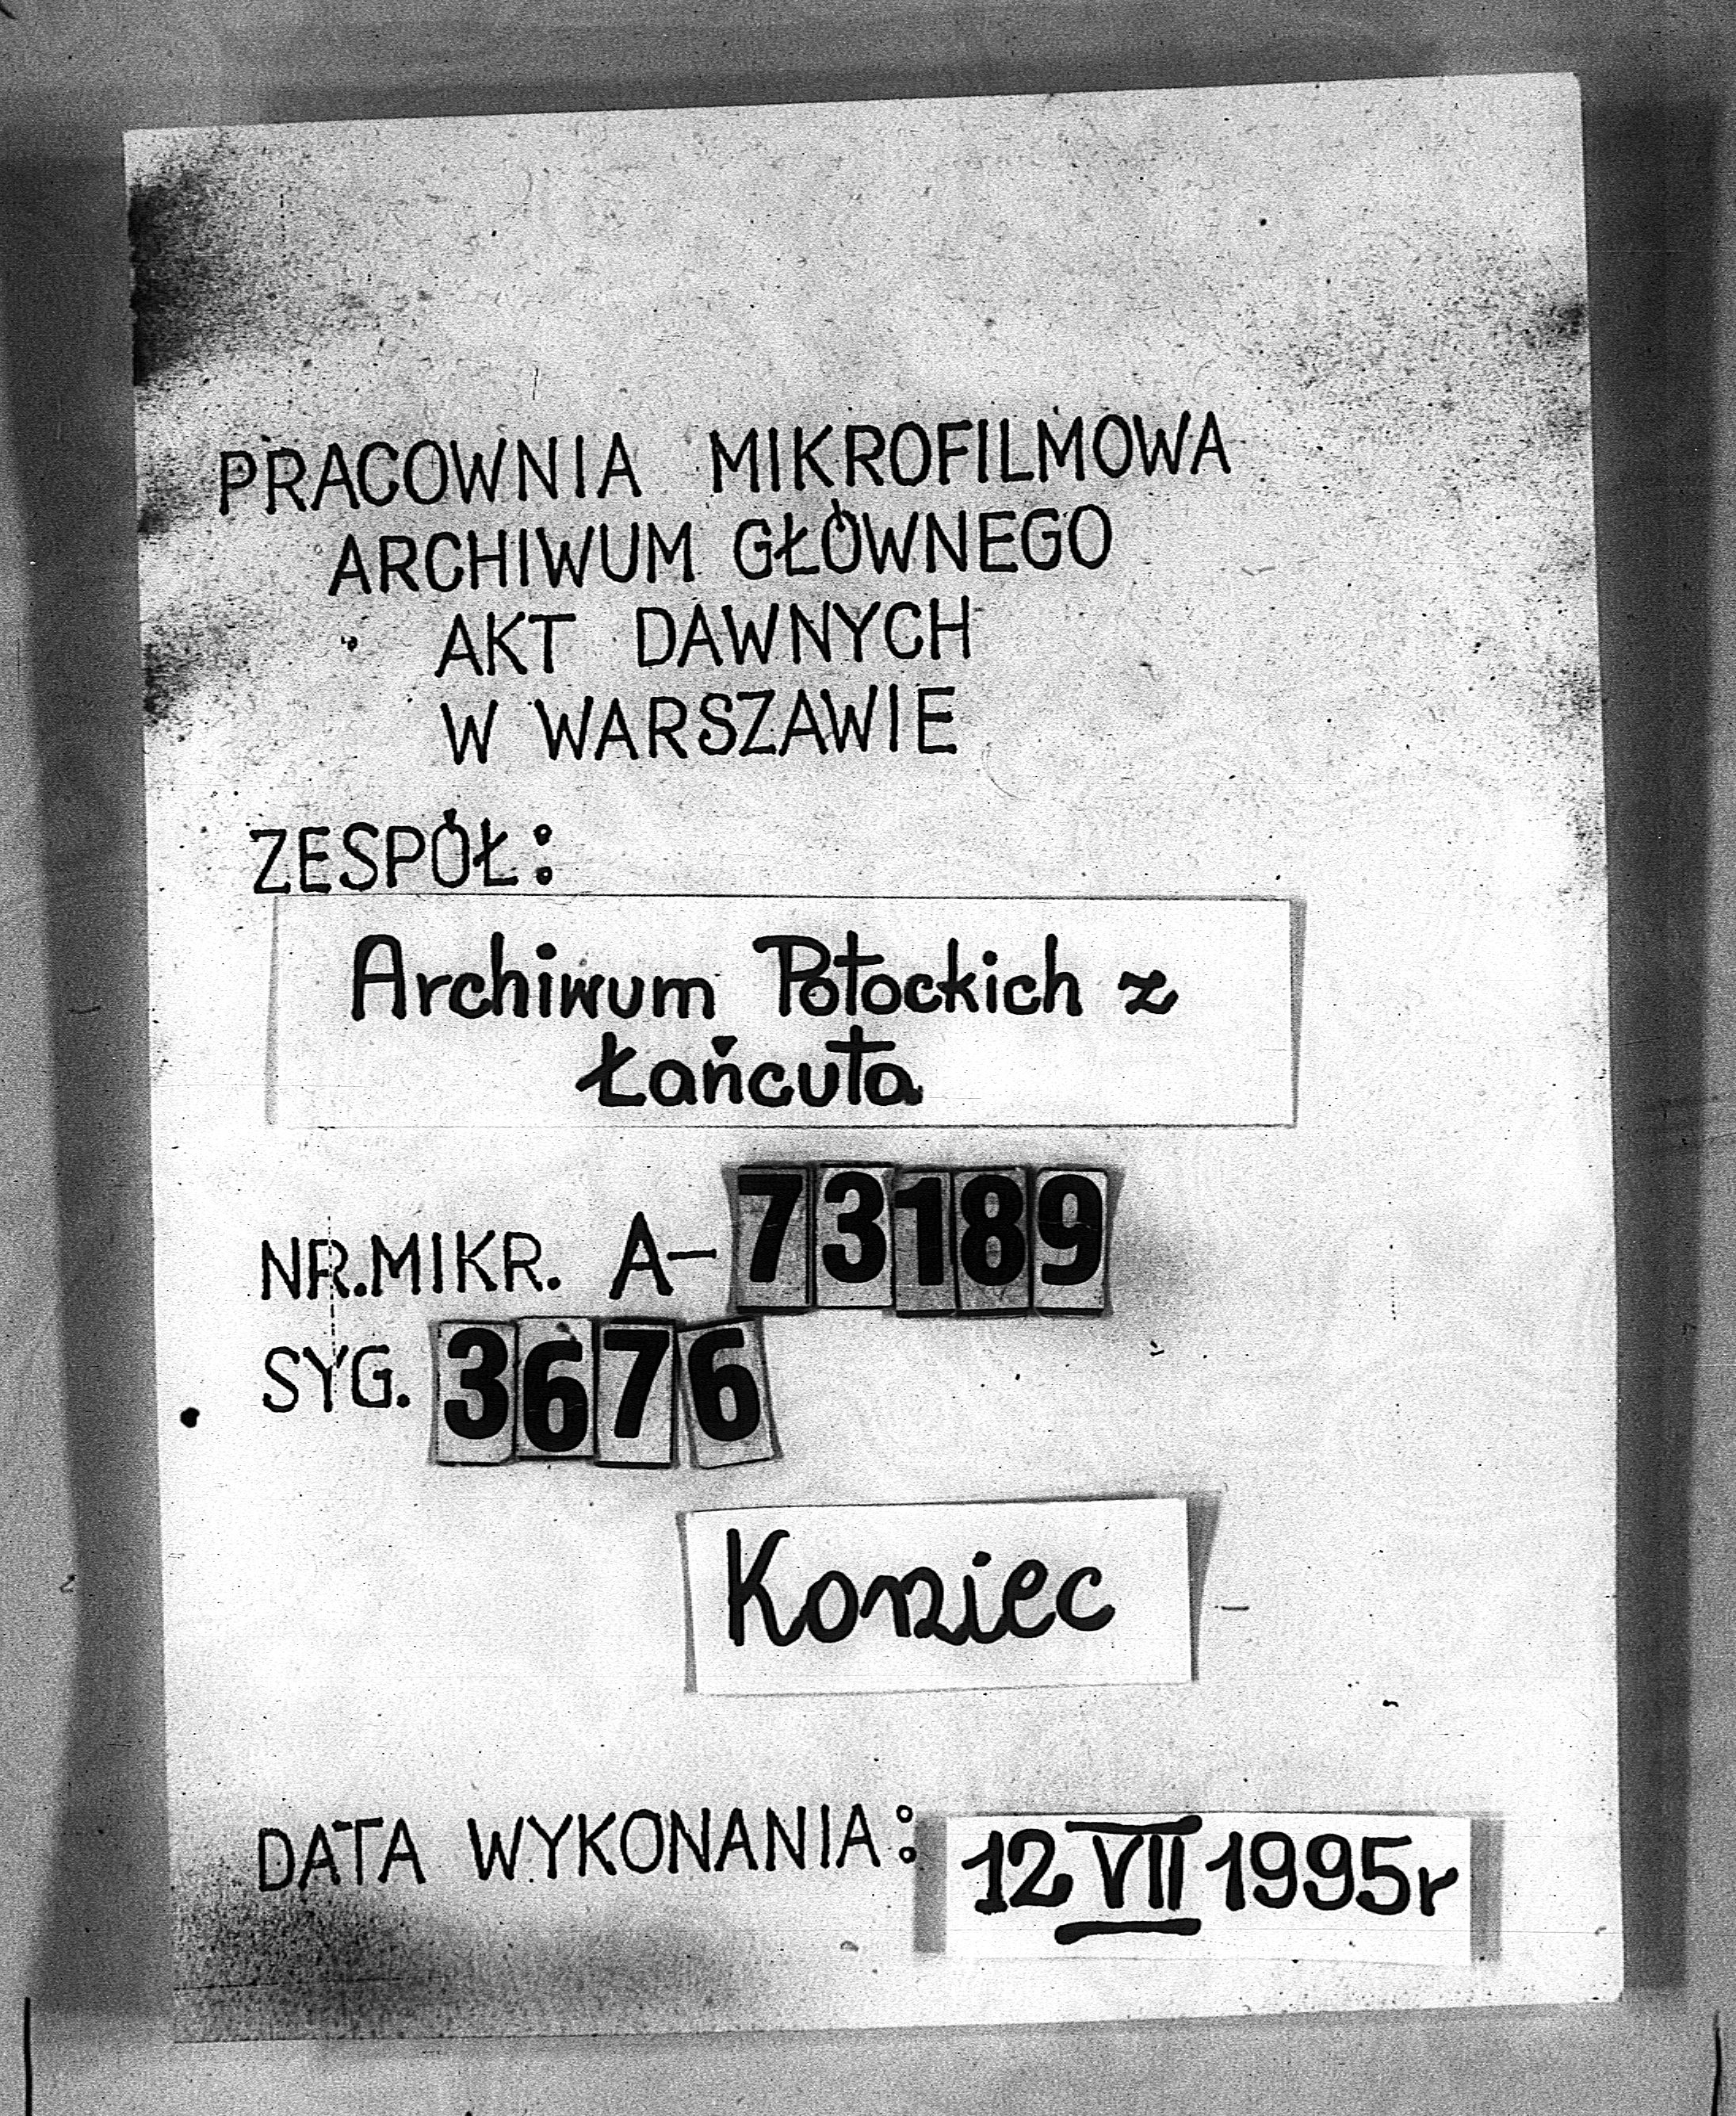 PRACOWNIA MIKROFILMOWA
ARCHIWUM GŁÓWNEGO
AKT DAWNYCH
W WARSZAWIE
ZESPÓŁ:
Archiwum Potockich z
Łańcuta
NR.MIKR. A-73189
SYG. 3676
Koniec
DATA WYKONANIA: 12 VII 1995r